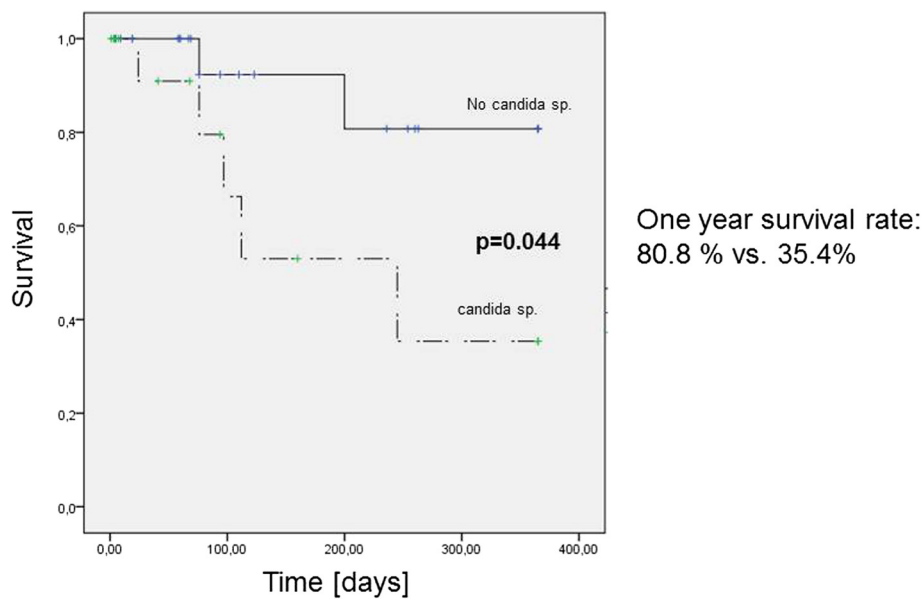 1,0
0,8
0,6
0,4
0,2
0,0
Survival
No candida sp.
p=0.044
candida sp.
0,00 100,00 200,00 300,00 400,00
Time [days]
One year survival rate:
80.8 % vs. 35.4%